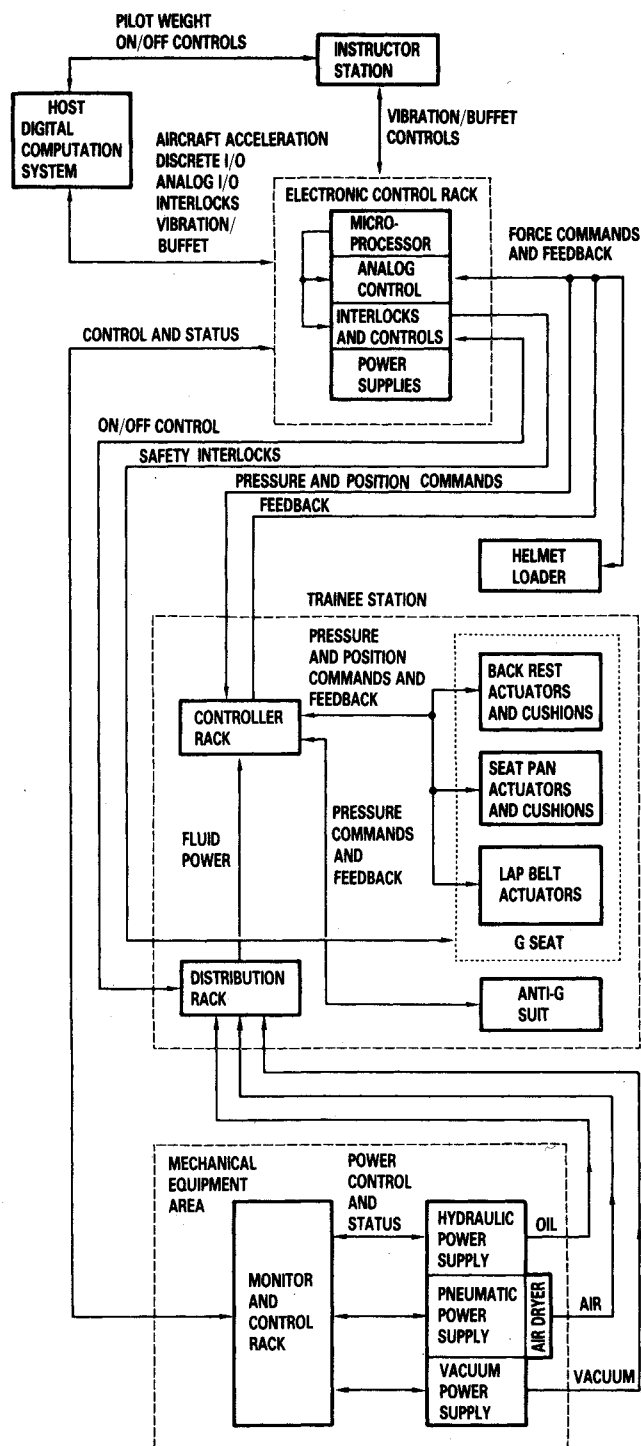 PILOT WEIGHT
ON/OFF CONTROLS
INSTRUCTOR
STATION
HOST
DIGITAL
COMPUTATION
SYSTEM
AIRCRAFT ACCELERATION
DISCRETE I/O
ANALOG I/O
INTERLOCKS
VIBRATION/
BUFFET
VIBRATION/BUFFET
CONTROLS
ELECTRONIC CONTROL RACK
MICRO-
PROCESSOR
ANALOG
CONTROL
INTERLOCKS
AND CONTROLS
POWER
SUPPLIES
FORCE COMMANDS
AND FEEDBACK
CONTROL AND STATUS
ON/OFF CONTROL
SAFETY INTERLOCKS
PRESSURE AND POSITION COMMANDS
FEEDBACK
HELMET
LOADER
TRAINEE STATION
PRESSURE
AND POSITION
COMMANDS AND
FEEDBACK
CONTROLLER
RACK
BACK REST
ACTUATORS
AND CUSHIONS
SEAT PAN
ACTUATORS
AND CUSHIONS
LAP BELT
ACTUATORS
G SEAT
FLUID
POWER
PRESSURE
COMMANDS
AND
FEEDBACK
DISTRIBUTION
RACK
ANTI-G
SUIT
MECHANICAL
EQUIPMENT
AREA
POWER
CONTROL
AND
STATUS
MONITOR
AND
CONTROL
RACK
HYDRAULIC
POWER
SUPPLY
OIL
PNEUMATIC
POWER
SUPPLY
AIR DRYER
AIR
VACUUM
POWER
SUPPLY
VACUUM